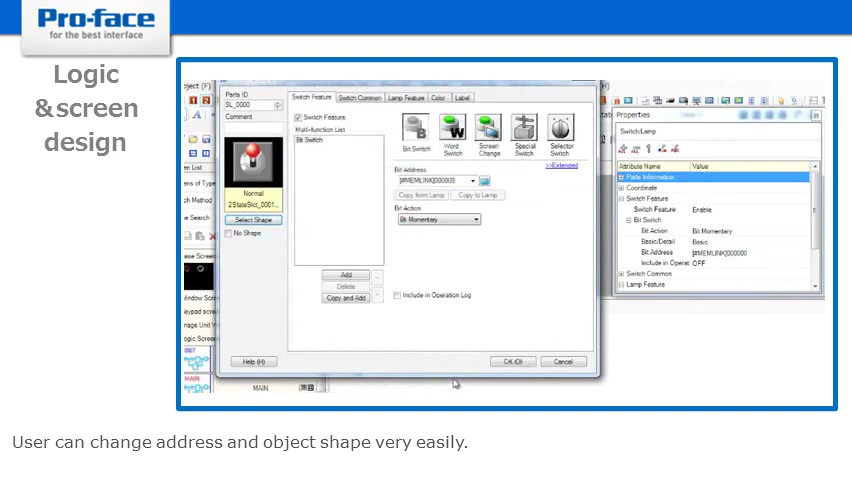 Pro-face
for the best interface
Logic
&screen
design
Parts ID
SL_0000
Comment
Normal
2StateSlct_0001...
Select Shape
No Shape
Help (H)
Switch Feature
Switch Common
Lamp Feature
Color
Label
Switch Feature
Multi-function List
Bit Switch
Add
Delete
Copy and Add
Bit Switch
Word Switch
Screen Change
Special Switch
Selector Switch
>>Extended
Bit Address
[#MEMLINK]000000
Copy from Lamp
Copy to Lamp
Bit Action
Bit Momentary
Include in Operation Log
OK (O)
Cancel
Properties
Switch/Lamp
Attribute Name Value
Parts Information
Coordinate
Switch Feature
Switch Feature Enable
Bit Switch
Bit Action Bit Momentary
Basic/Detail Basic
Bit Address [#MEMLINK]000000
Include in Operat OFF
Switch Common
Lamp Feature
MAIN
MAIN
User can change address and object shape very easily.